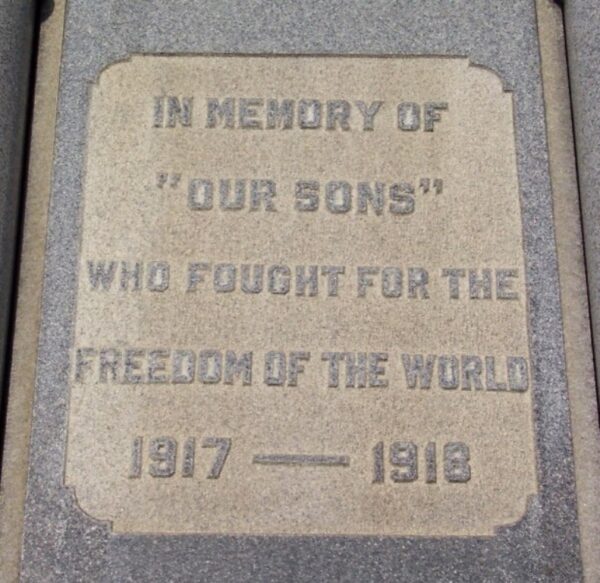 IN MEMORY OF
"OUR SONS"
WHO FOUGHT FOR THE
FREEDOM OF THE WORLD
1917 — 1918